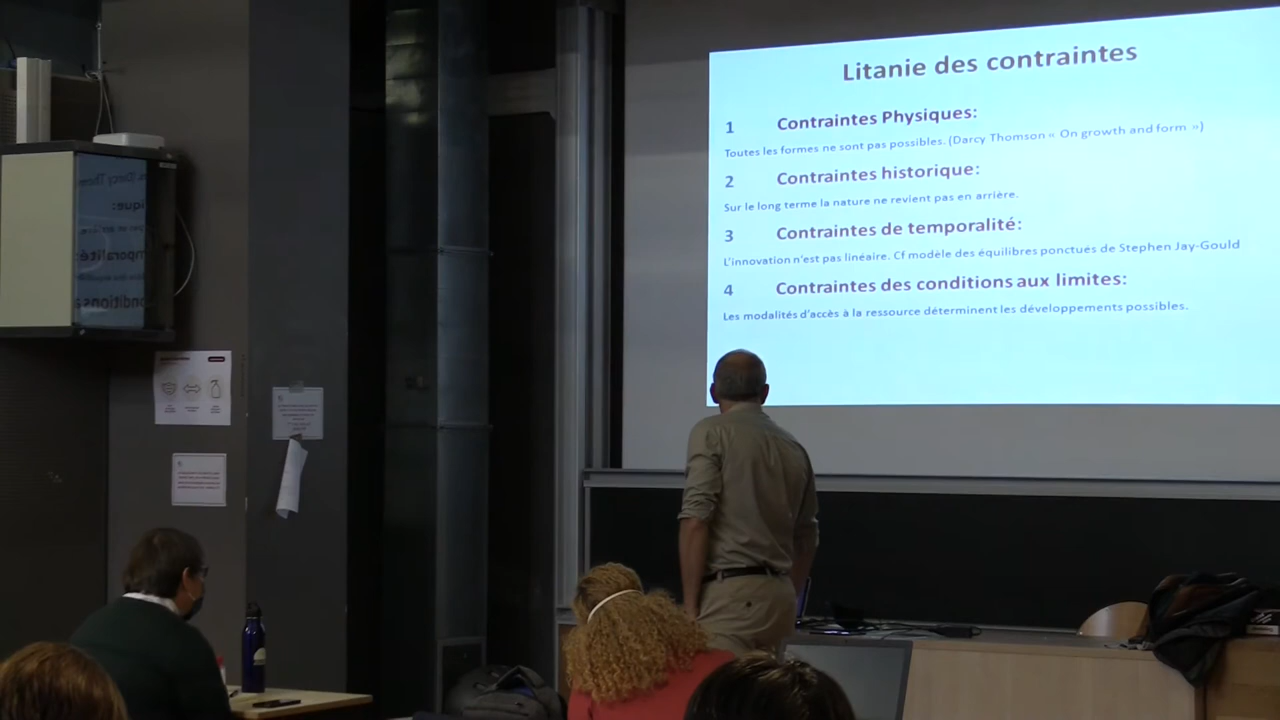 Litanie des contraintes
1 Contraintes Physiques:
Toutes les formes ne sont pas possibles. (Darcy Thomson « On growth and form »)
2 Contraintes historique:
Sur le long terme la nature ne revient pas en arrière.
3 Contraintes de temporalité:
L'innovation n'est pas linéaire. Cf modèle des équilibres ponctués de Stephen Jay-Gould
4 Contraintes des conditions aux limites:
Les modalités d'accès à la ressource déterminent les développements possibles.